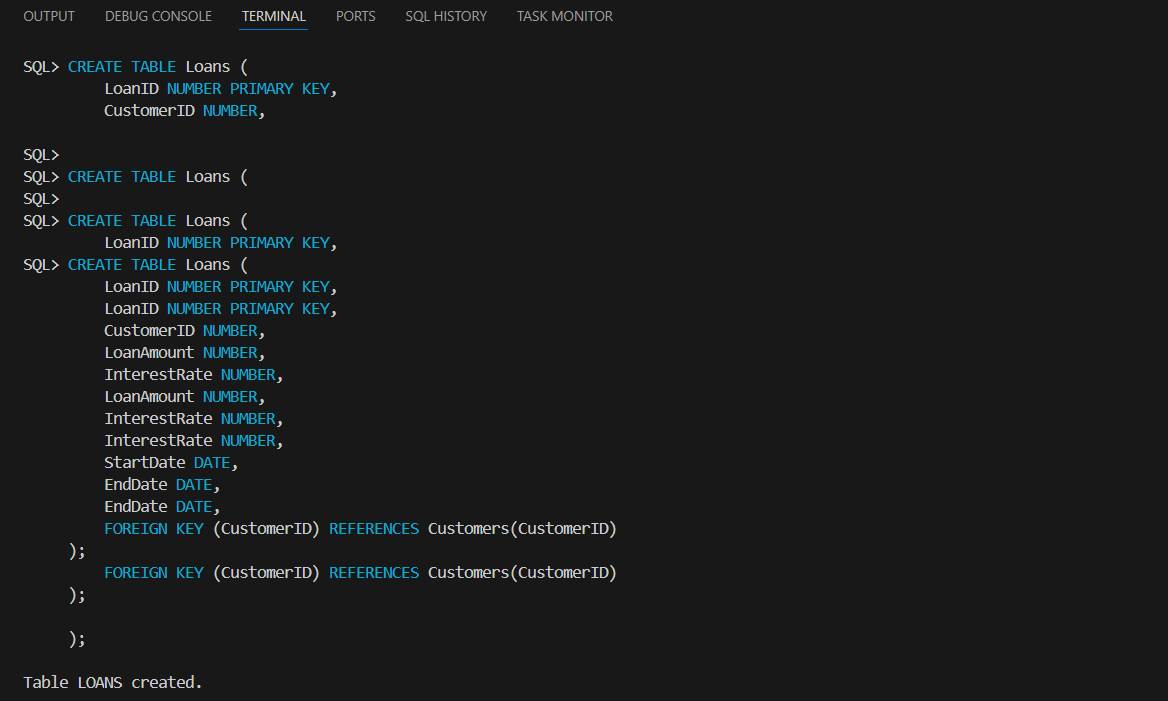 OUTPUT DEBUG CONSOLE TERMINAL PORTS SQL HISTORY TASK MONITOR
SQL> CREATE TABLE Loans (
LoanID NUMBER PRIMARY KEY,
CustomerID NUMBER,
SQL>
SQL> CREATE TABLE Loans (
SQL>
SQL> CREATE TABLE Loans (
LoanID NUMBER PRIMARY KEY,
SQL> CREATE TABLE Loans (
LoanID NUMBER PRIMARY KEY,
LoanID NUMBER PRIMARY KEY,
CustomerID NUMBER,
LoanAmount NUMBER,
InterestRate NUMBER,
LoanAmount NUMBER,
InterestRate NUMBER,
InterestRate NUMBER,
StartDate DATE,
EndDate DATE,
EndDate DATE,
FOREIGN KEY (CustomerID) REFERENCES Customers(CustomerID)
);
FOREIGN KEY (CustomerID) REFERENCES Customers(CustomerID)
);
);
Table LOANS created.